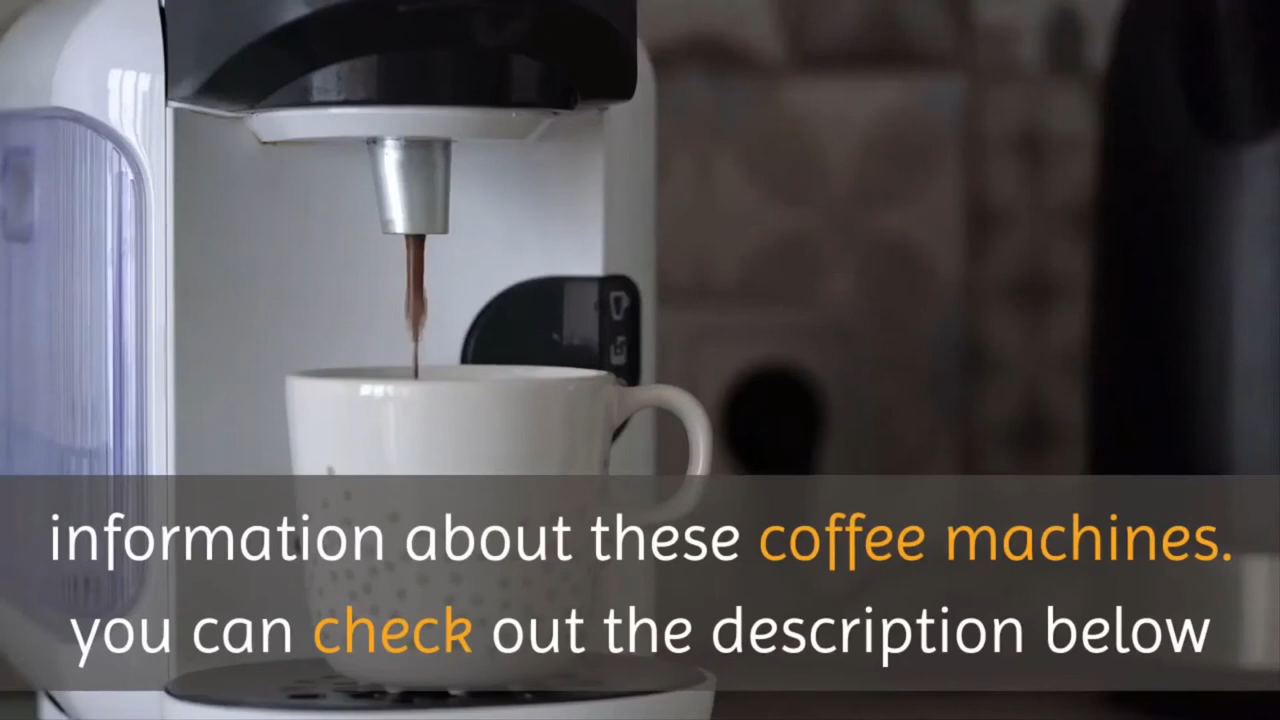 information about these coffee machines.
you can check out the description below